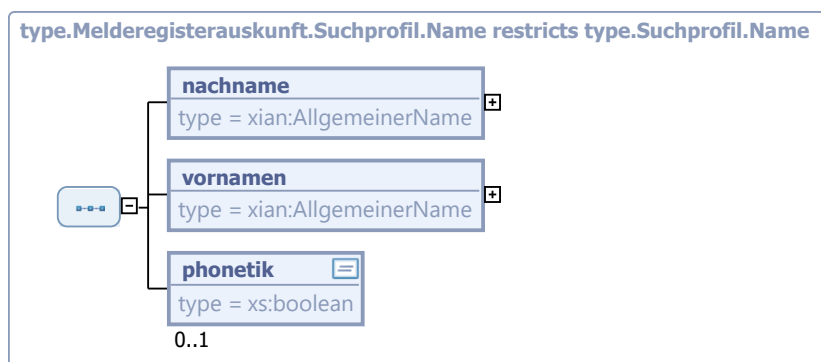 type.Melderegisterauskunft.Suchprofil.Name restricts type.Suchprofil.Name
nachname
type = xian:AllgemeinerName
vornamen
type = xian:AllgemeinerName
phonetik
type = xs:boolean
0..1